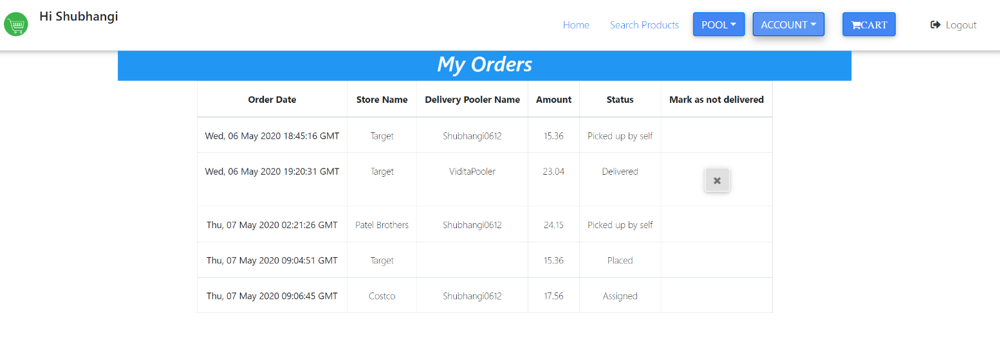 Hi Shubhangi
Home Search Products POOL ACCOUNT CART Logout
My Orders
Order Date Store Name Delivery Pooler Name Amount Status Mark as not delivered
Wed, 06 May 2020 18:45:16 GMT Target Shubhangi0612 15.36 Picked up by self
Wed, 06 May 2020 19:20:31 GMT Target ViditaPooler 23.04 Delivered
Thu, 07 May 2020 02:21:26 GMT Patel Brothers Shubhangi0612 24.15 Picked up by self
Thu, 07 May 2020 09:04:51 GMT Target 15.36 Placed
Thu, 07 May 2020 09:06:45 GMT Costco Shubhangi0612 17.56 Assigned